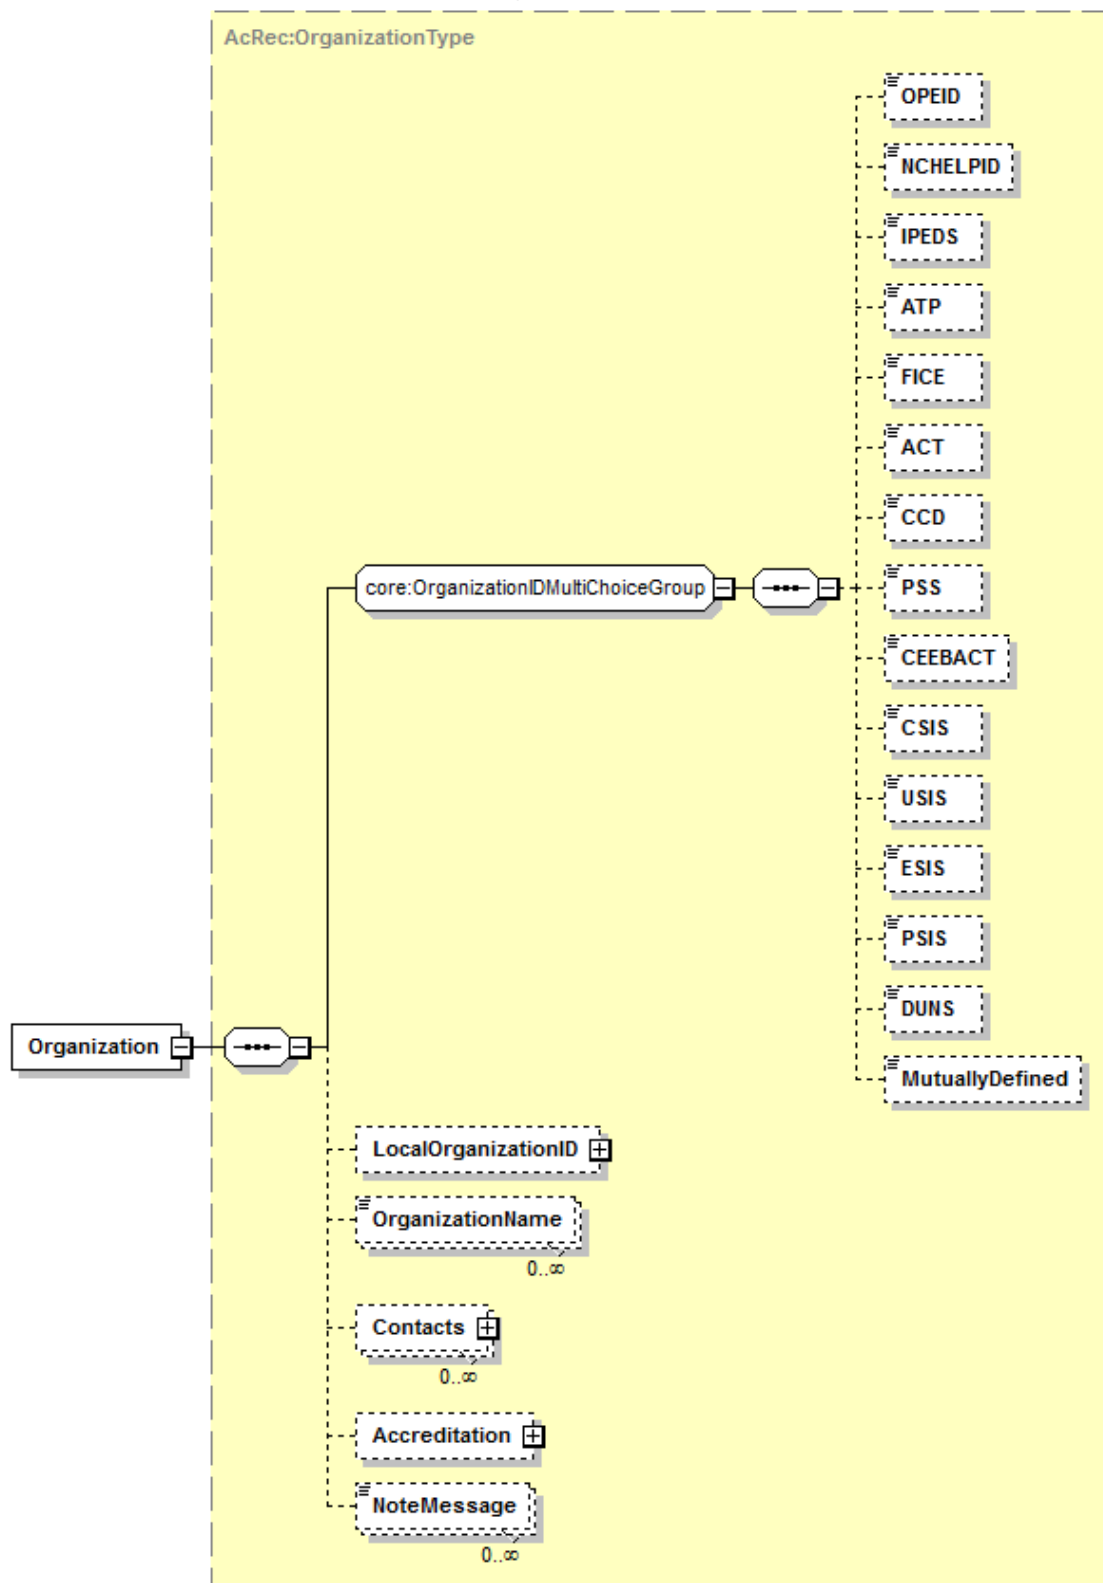 AcRec:OrganizationType
OPEID
NCHELPID
IPEDS
ATP
FICE
ACT
CCD
core:OrganizationIDMultiChoiceGroup
PSS
CEEBACT
CSIS
USIS
ESIS
PSIS
DUNS
Organization
MutuallyDefined
LocalOrganizationID
OrganizationName
0..∞
Contacts
0..∞
Accreditation
NoteMessage
0..∞